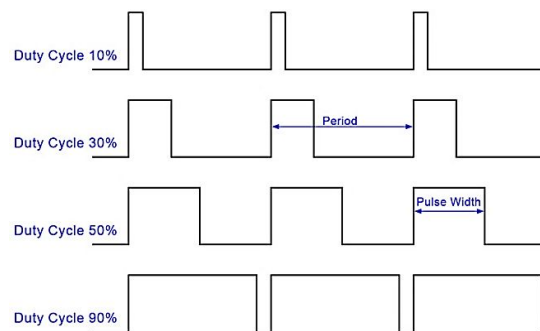 Duty Cycle 10%
Duty Cycle 30%
Period
Duty Cycle 50%
Pulse Width
Duty Cycle 90%